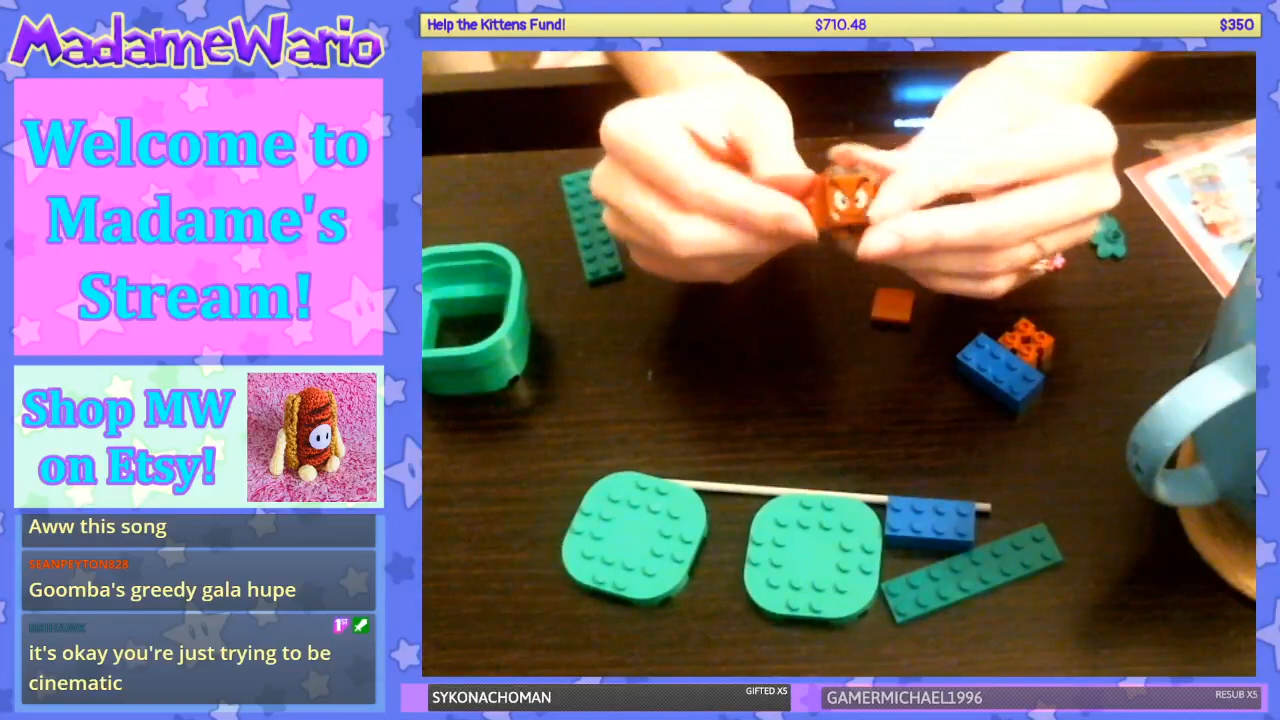 MadameWario
Help the Kittens Fund!
$710.48
$350
Welcome to
Madame's
Stream!
Shop MW
on Etsy!
Aww this song
SEANPEYTON828
Goomba's greedy gala hupe
1ST
it's okay you're just trying to be
cinematic
SYKONACHOMAN
GIFTED X5
GAMERMICHAEL1996
RESUB X5